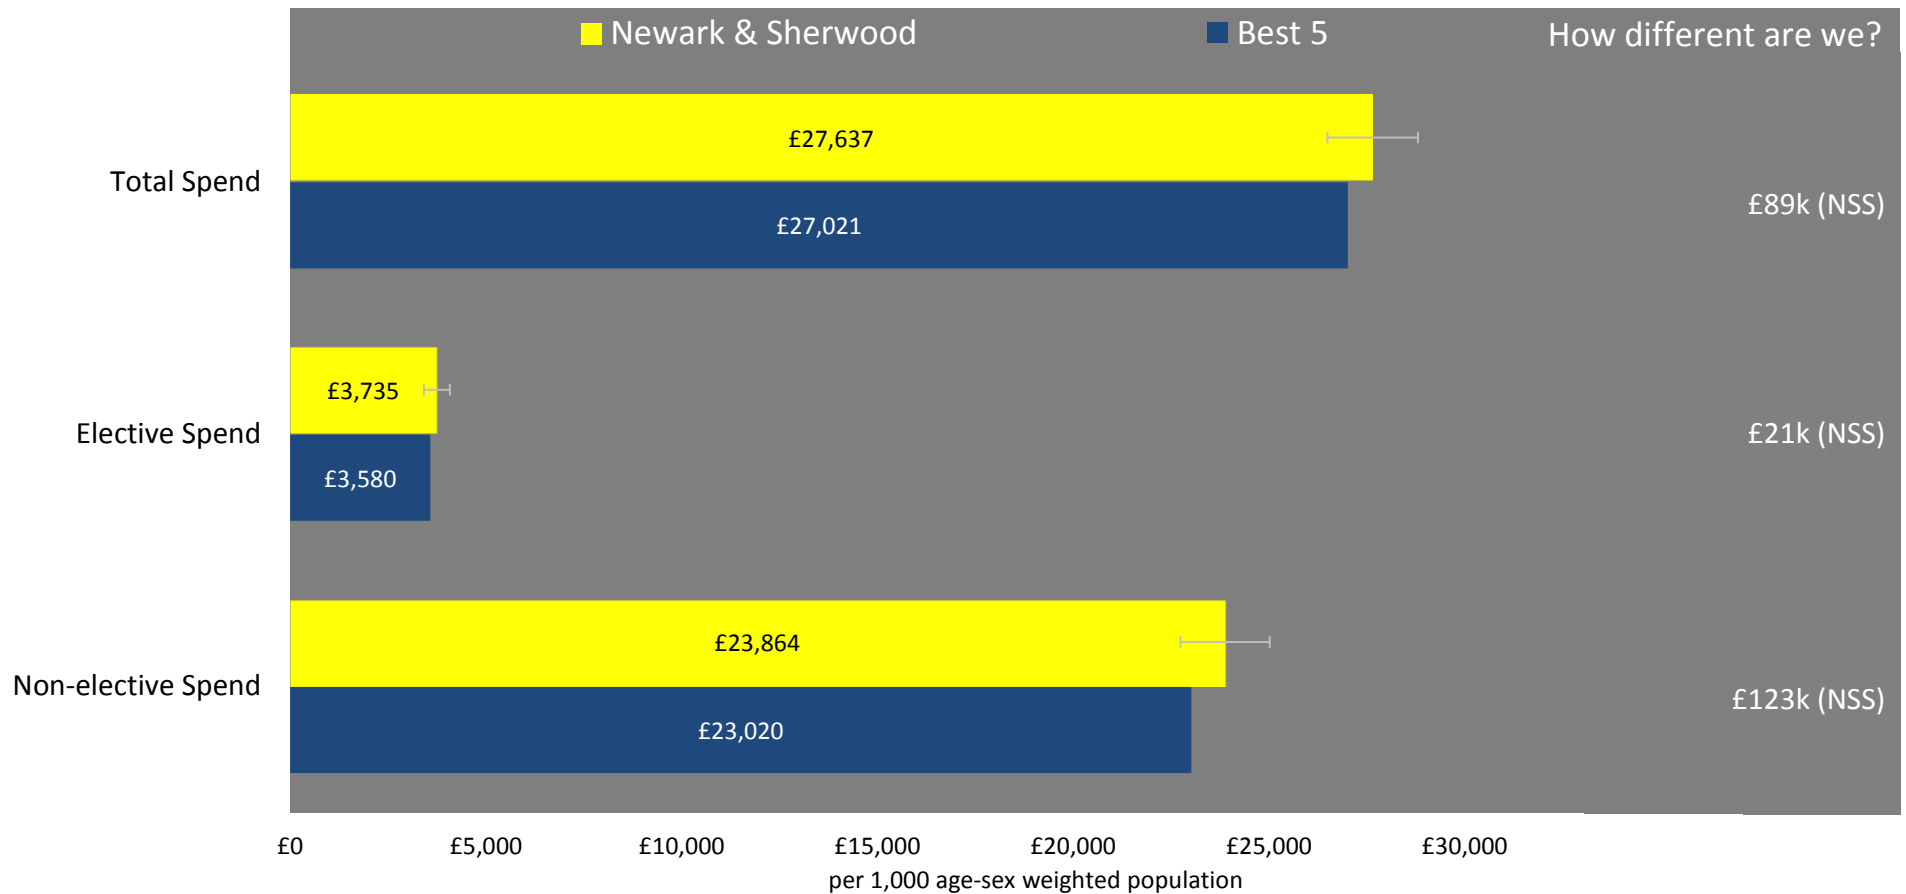 Newark & Sherwood Best 5 How different are we?
Total Spend
£27,637
£27,021
£89k (NSS)
Elective Spend
£3,735
£3,580
£21k (NSS)
Non-elective Spend
£23,864
£23,020
£123k (NSS)
£0 £5,000 £10,000 £15,000 £20,000 £25,000 £30,000
per 1,000 age-sex weighted population